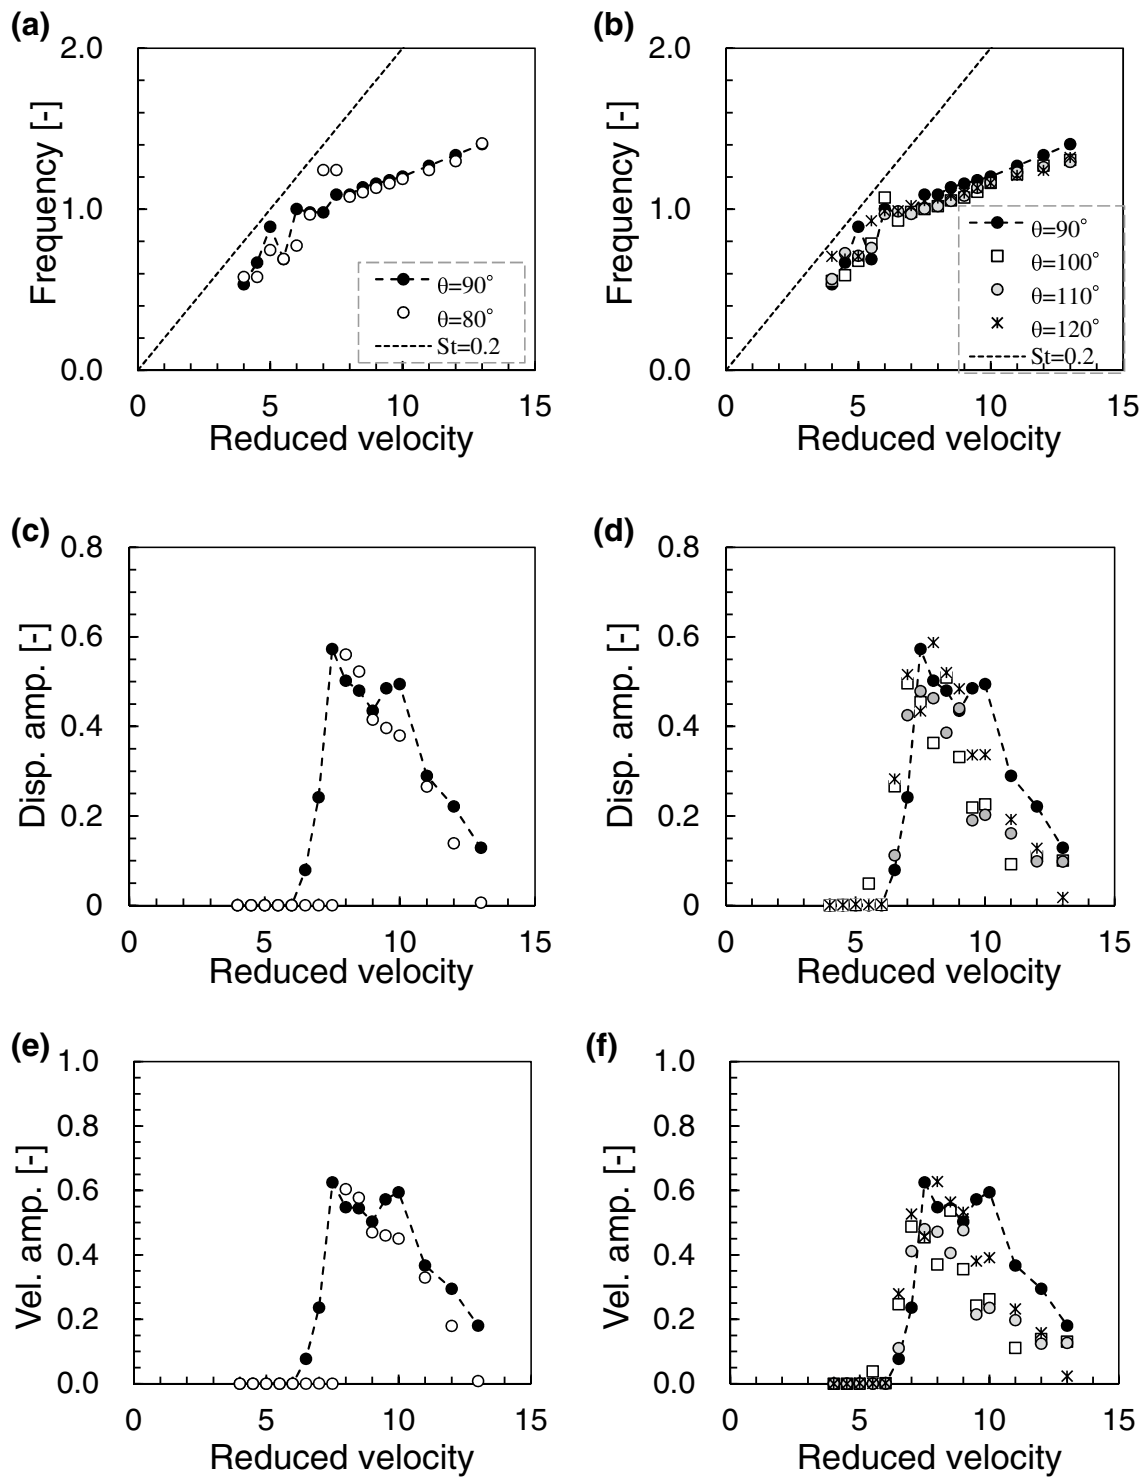 (a)
2.0
1.0
0.0
Frequency [-]
θ=90°
θ=80°
St=0.2
0 5 10 15
Reduced velocity
(b)
2.0
1.0
0.0
Frequency [-]
θ=90°
θ=100°
θ=110°
θ=120°
St=0.2
0 5 10 15
Reduced velocity
(c)
0.8
0.6
0.4
0.2
0
Disp. amp. [-]
0 5 10 15
Reduced velocity
(d)
0.8
0.6
0.4
0.2
0
Disp. amp. [-]
0 5 10 15
Reduced velocity
(e)
1.0
0.8
0.6
0.4
0.2
0.0
Vel. amp. [-]
0 5 10 15
Reduced velocity
(f)
1.0
0.8
0.6
0.4
0.2
0.0
Vel. amp. [-]
0 5 10 15
Reduced velocity